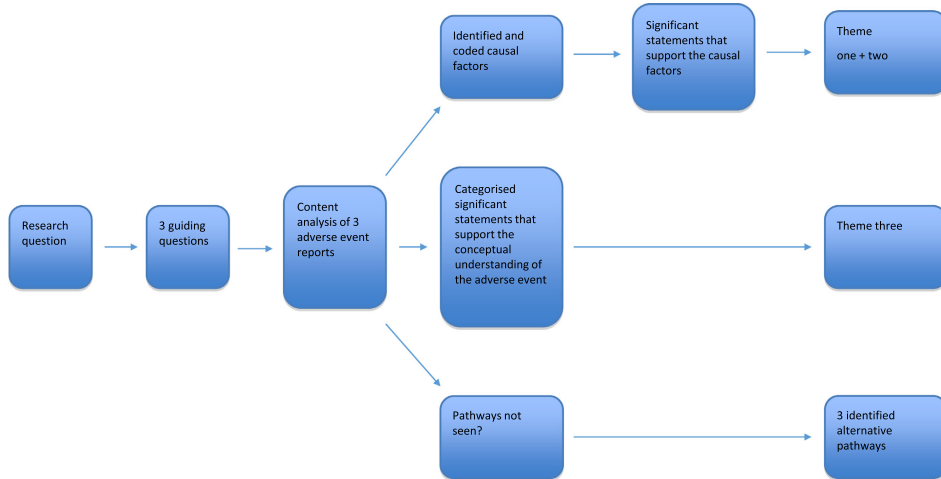 Identified and
coded causal
factors
Significant
statements that
support the causal
factors
Theme
one + two
Research
question
3 guiding
questions
Content
analysis of 3
adverse event
reports
Categorised
significant
statements that
support the
conceptual
understanding of
the adverse event
Theme three
Pathways not
seen?
3 identified
alternative
pathways